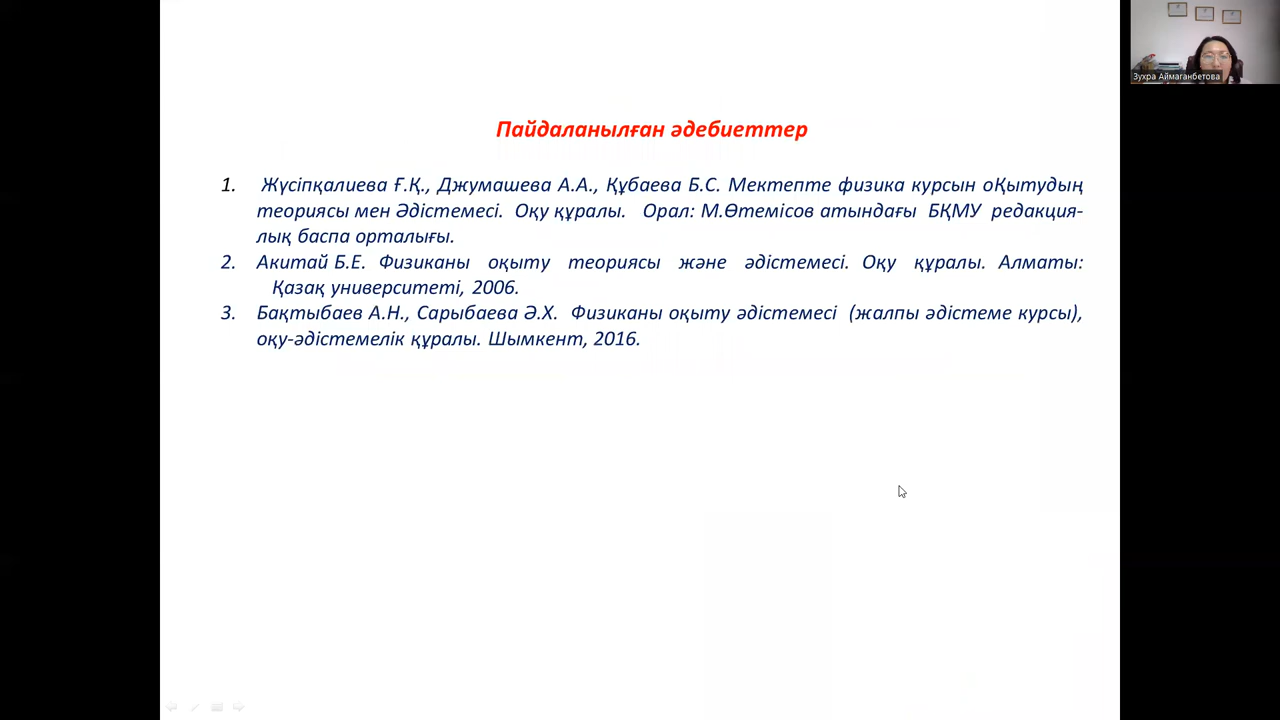 Зухра Аймаганбетова
Пайдаланылған әдебиеттер
1. Жүсіпқалиева Ғ.Қ., Джумашева А.А., Құбаева Б.С. Мектепте физика курсын оҚытудың
теориясы мен Әдістемесі. Оқу құралы. Орал: М.Өтемісов атындағы БҚМУ редакция-
лық баспа орталығы.
2. Акитай Б.Е. Физиканы оқыту теориясы және әдістемесі. Оқу құралы. Алматы:
Қазақ университеті, 2006.
3. Бақтыбаев А.Н., Сарыбаева Ә.Х. Физиканы оқыту әдістемесі (жалпы әдістеме курсы),
оқу-әдістемелік құралы. Шымкент, 2016.